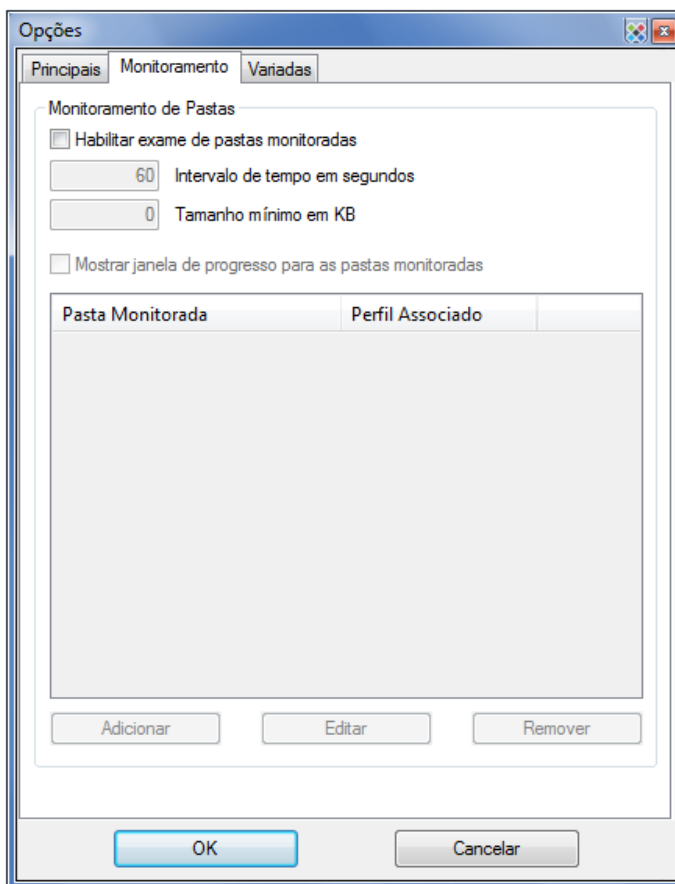 Opções
Principais Monitoramento Variadas
Monitoramento de Pastas
Habilitar exame de pastas monitoradas
60 Intervalo de tempo em segundos
0 Tamanho mínimo em KB
Mostrar janela de progresso para as pastas monitoradas
Pasta Monitorada Perfil Associado
Adicionar Editar Remover
OK Cancelar